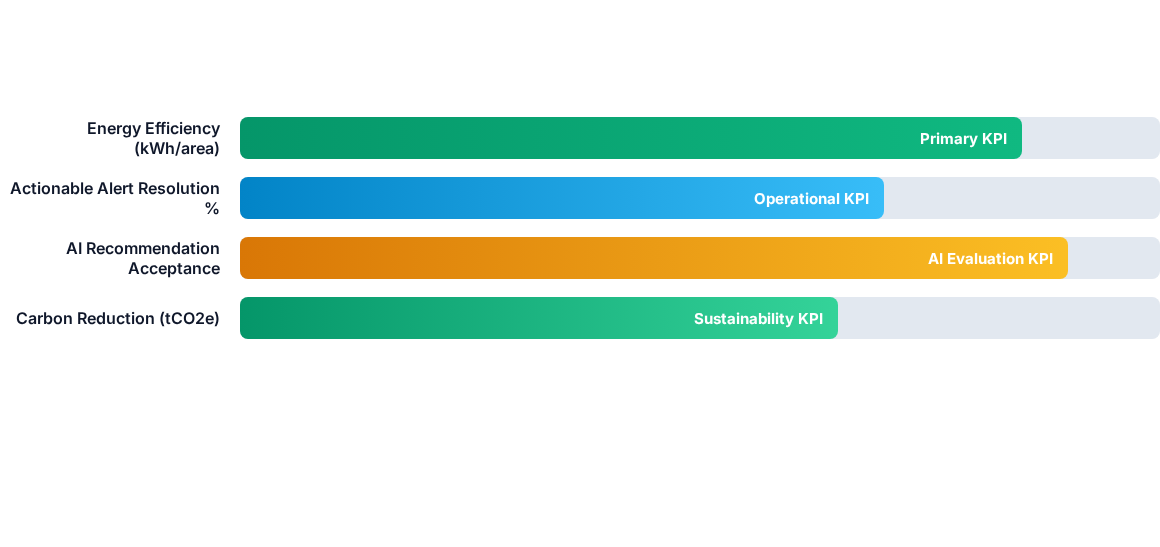 Energy Efficiency
(kWh/area)
Primary KPI
Actionable Alert Resolution
%
Operational KPI
AI Recommendation
Acceptance
AI Evaluation KPI
Carbon Reduction (tCO2e)
Sustainability KPI